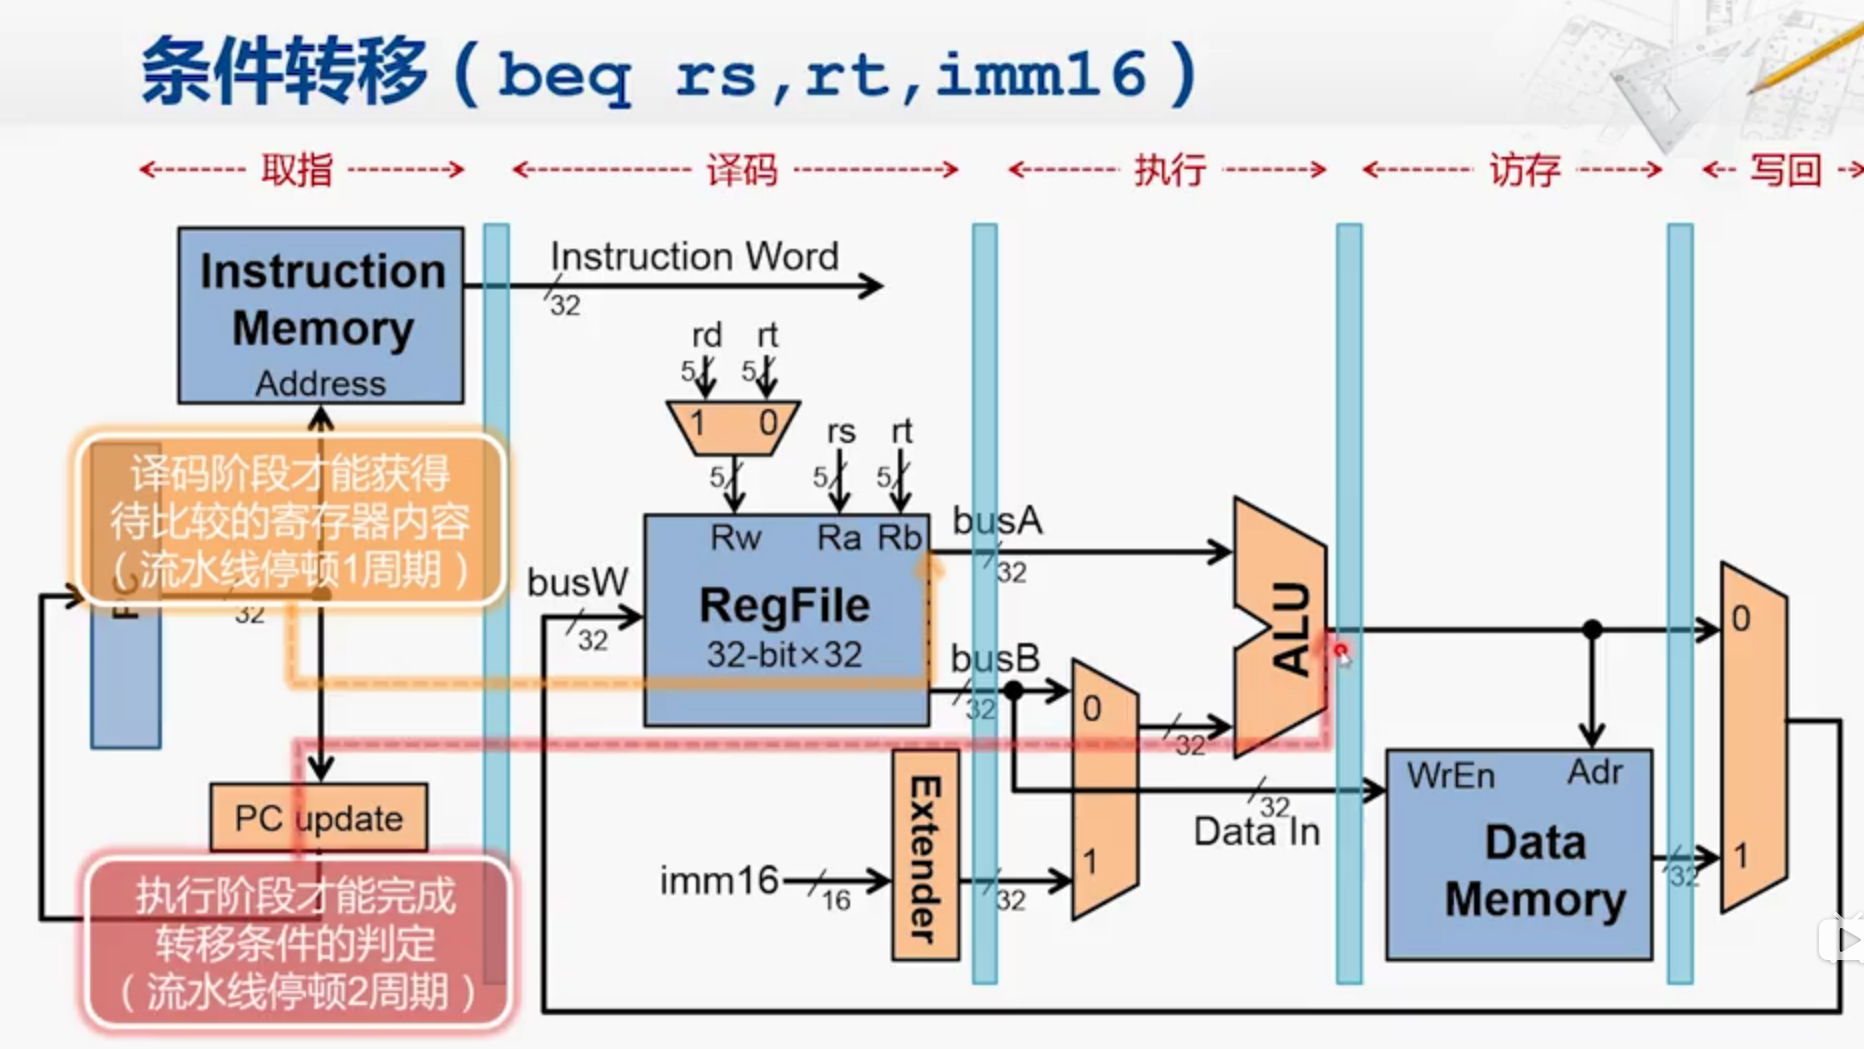 条件转移(beq rs,rt,imm16)
取指
译码
执行
访存
写回
Instruction
Memory
Address
Instruction Word
32
rd
rt
5
5
1
0
5
rs
rt
5
5
译码阶段才能获得
待比较的寄存器内容
(流水线停顿1周期)
PC
32
busW
32
Rw
Ra
Rb
RegFile
32-bit×32
busA
32
busB
32
0
1
32
ALU
PC update
执行阶段才能完成
转移条件的判定
(流水线停顿2周期)
imm16
16
Extender
32
32
Data In
WrEn
Adr
Data
Memory
32
0
1